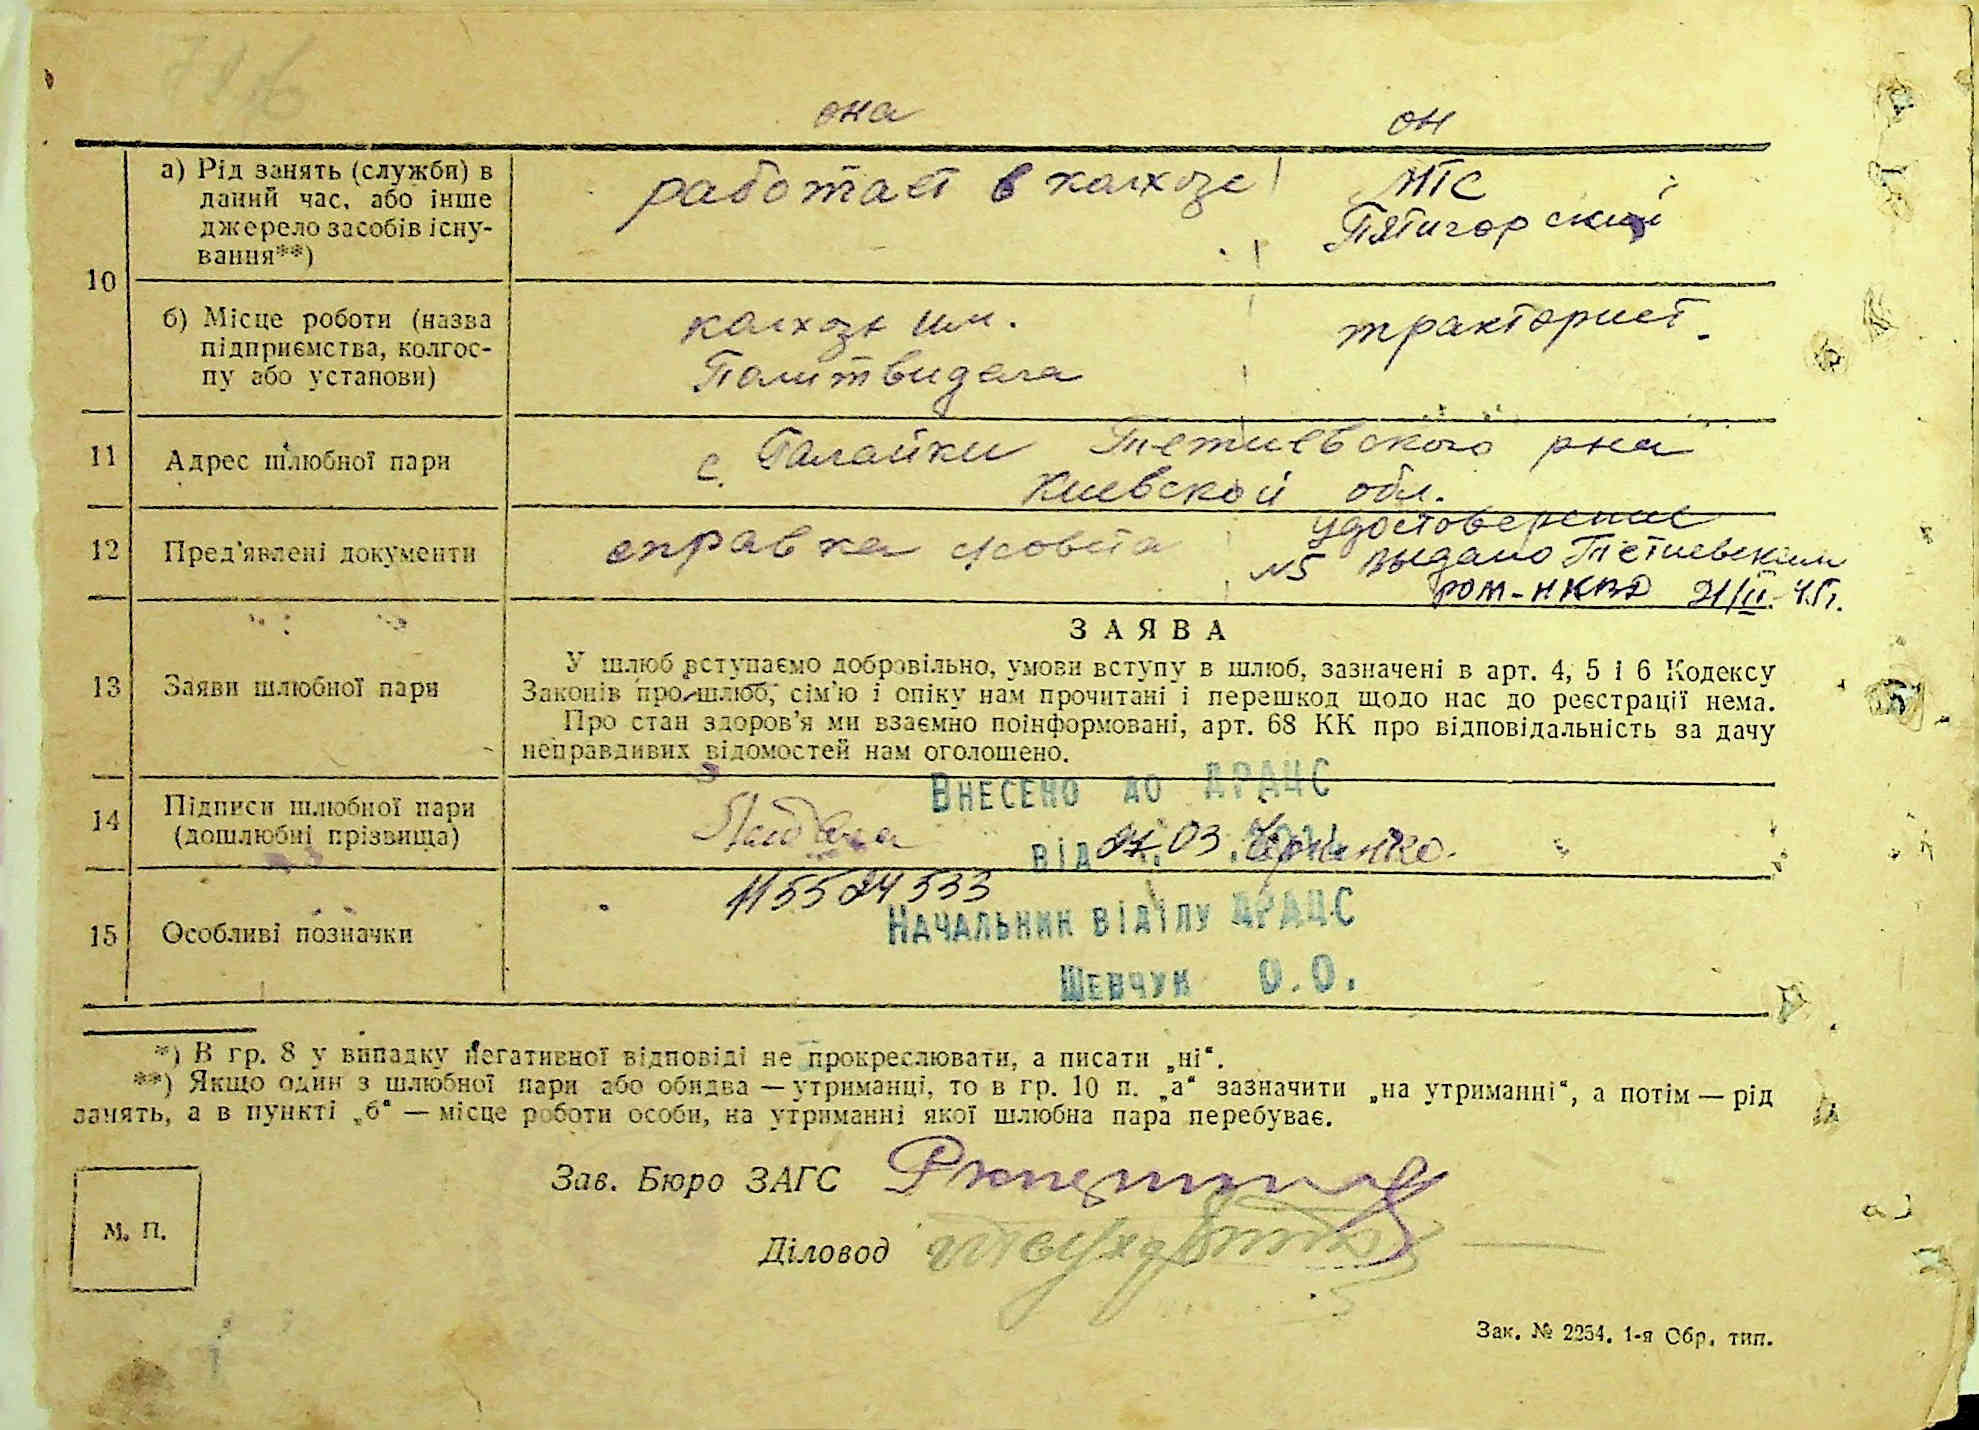 она он
а) Рід занять (служби) в
даний час, або інше
джерело засобів існу-
вання**)
работает в колхозе
МТС
Пятигорский
10
б) Місце роботи (назва
підприємства, колгос-
пу або установи)
колхоз им.
Политвидала
тракторист.
11
Адрес шлюбної пари
с. Галайки Тетиевского рна
Киевской обл.
12
Пред'явлені документи
справка с/совета
удостоверение
№5 выдано Тетиевским
РОМ-НКВД 21/II-45г.
13
Заяви шлюбної пари
ЗАЯВА
У шлюб вступаємо добровільно, умови вступу в шлюб, зазначені в арт. 4, 5 і 6 Кодексу
Законів про шлюб, сім'ю і опіку нам прочитані і перешкод щодо нас до реєстрації нема.
Про стан здоров'я ми взаємно поінформовані, арт. 68 КК про відповідальність за дачу
неправдивих відомостей нам оголошено.
14
Підписи шлюбної пари
(дошлюбні прізвища)
Внесено до ДРАЦС
від 03
15
Особливі позначки
115524533
Начальник відділу ДРАЦС
Шевчук О.О.
*) В гр. 8 у випадку негативної відповіді не прокреслювати, а писати „ні“.
**) Якщо один з шлюбної пари або обидва — утриманці, то в гр. 10 п. „а“ зазначити „на утриманні“, а потім — рід
занять, а в пункті „б“ — місце роботи особи, на утриманні якої шлюбна пара перебуває.
Зав. Бюро ЗАГС
Діловод
М. П.
Зак. № 2254. 1-я Обр. тип.